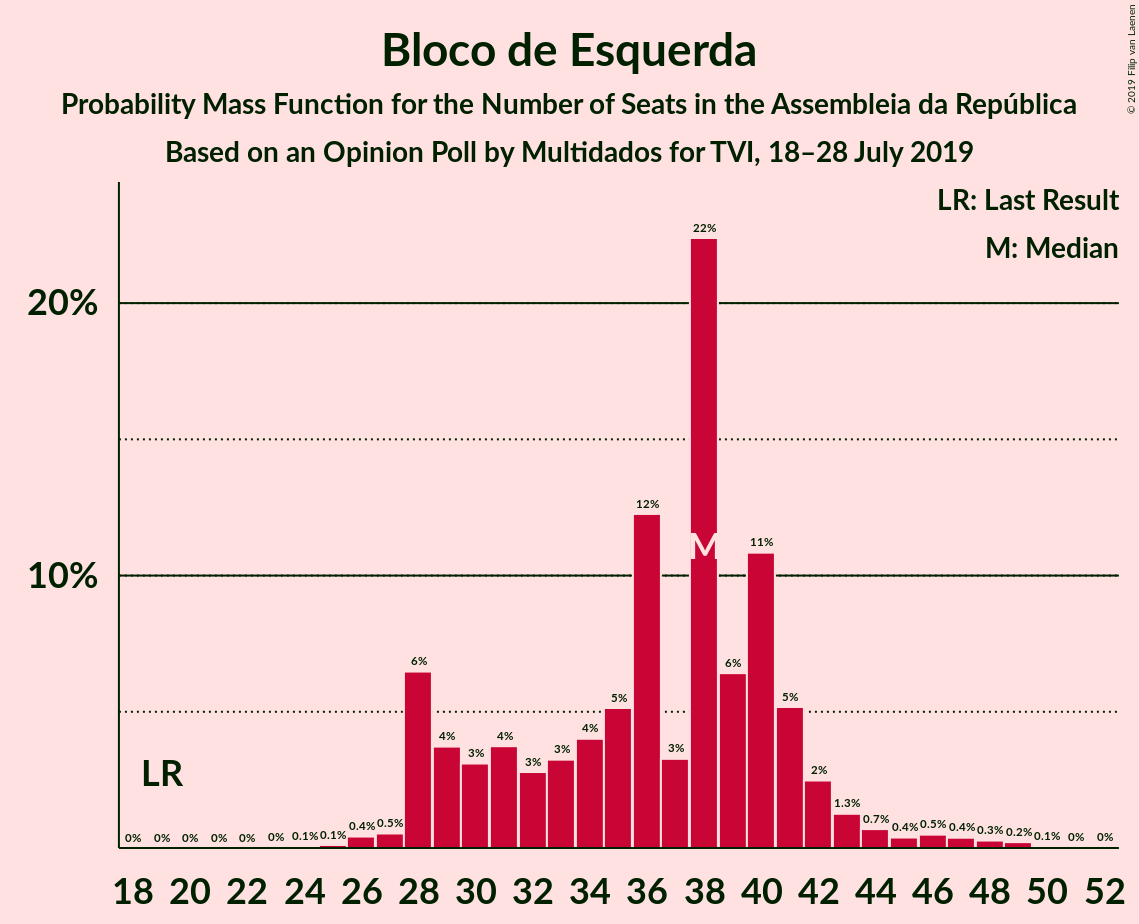 Bloco de Esquerda
Probability Mass Function for the Number of Seats in the Assembleia da República
Based on an Opinion Poll by Multidados for TVI, 18–28 July 2019
© 2019 Filip van Laenen
LR: Last Result
M: Median
20%
10%
LR
M
0% 0% 0% 0% 0% 0% 0.1% 0.1% 0.4% 0.5% 6% 4% 3% 4% 3% 3% 4% 5% 12% 3% 22% 6% 11% 5% 2% 1.3% 0.7% 0.4% 0.5% 0.4% 0.3% 0.2% 0.1% 0% 0%
18 20 22 24 26 28 30 32 34 36 38 40 42 44 46 48 50 52